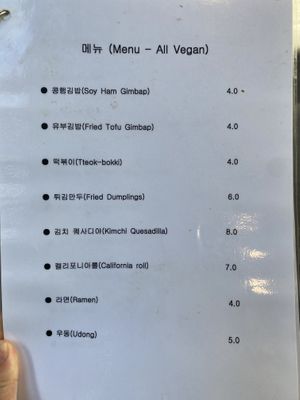 메뉴 (Menu - All Vegan)
● 콩햄김밥(Soy Ham Gimbap) 4.0
● 유부김밥(Fried Tofu Gimbap) 4.0
● 떡볶이(Tteok-bokki) 4.0
● 튀김만두(Fried Dumplings) 6.0
● 김치 퀘사디아(Kimchi Quesadilla) 8.0
● 캘리포니아롤(California roll) 7.0
● 라면(Ramen) 4.0
● 우동(Udong) 5.0